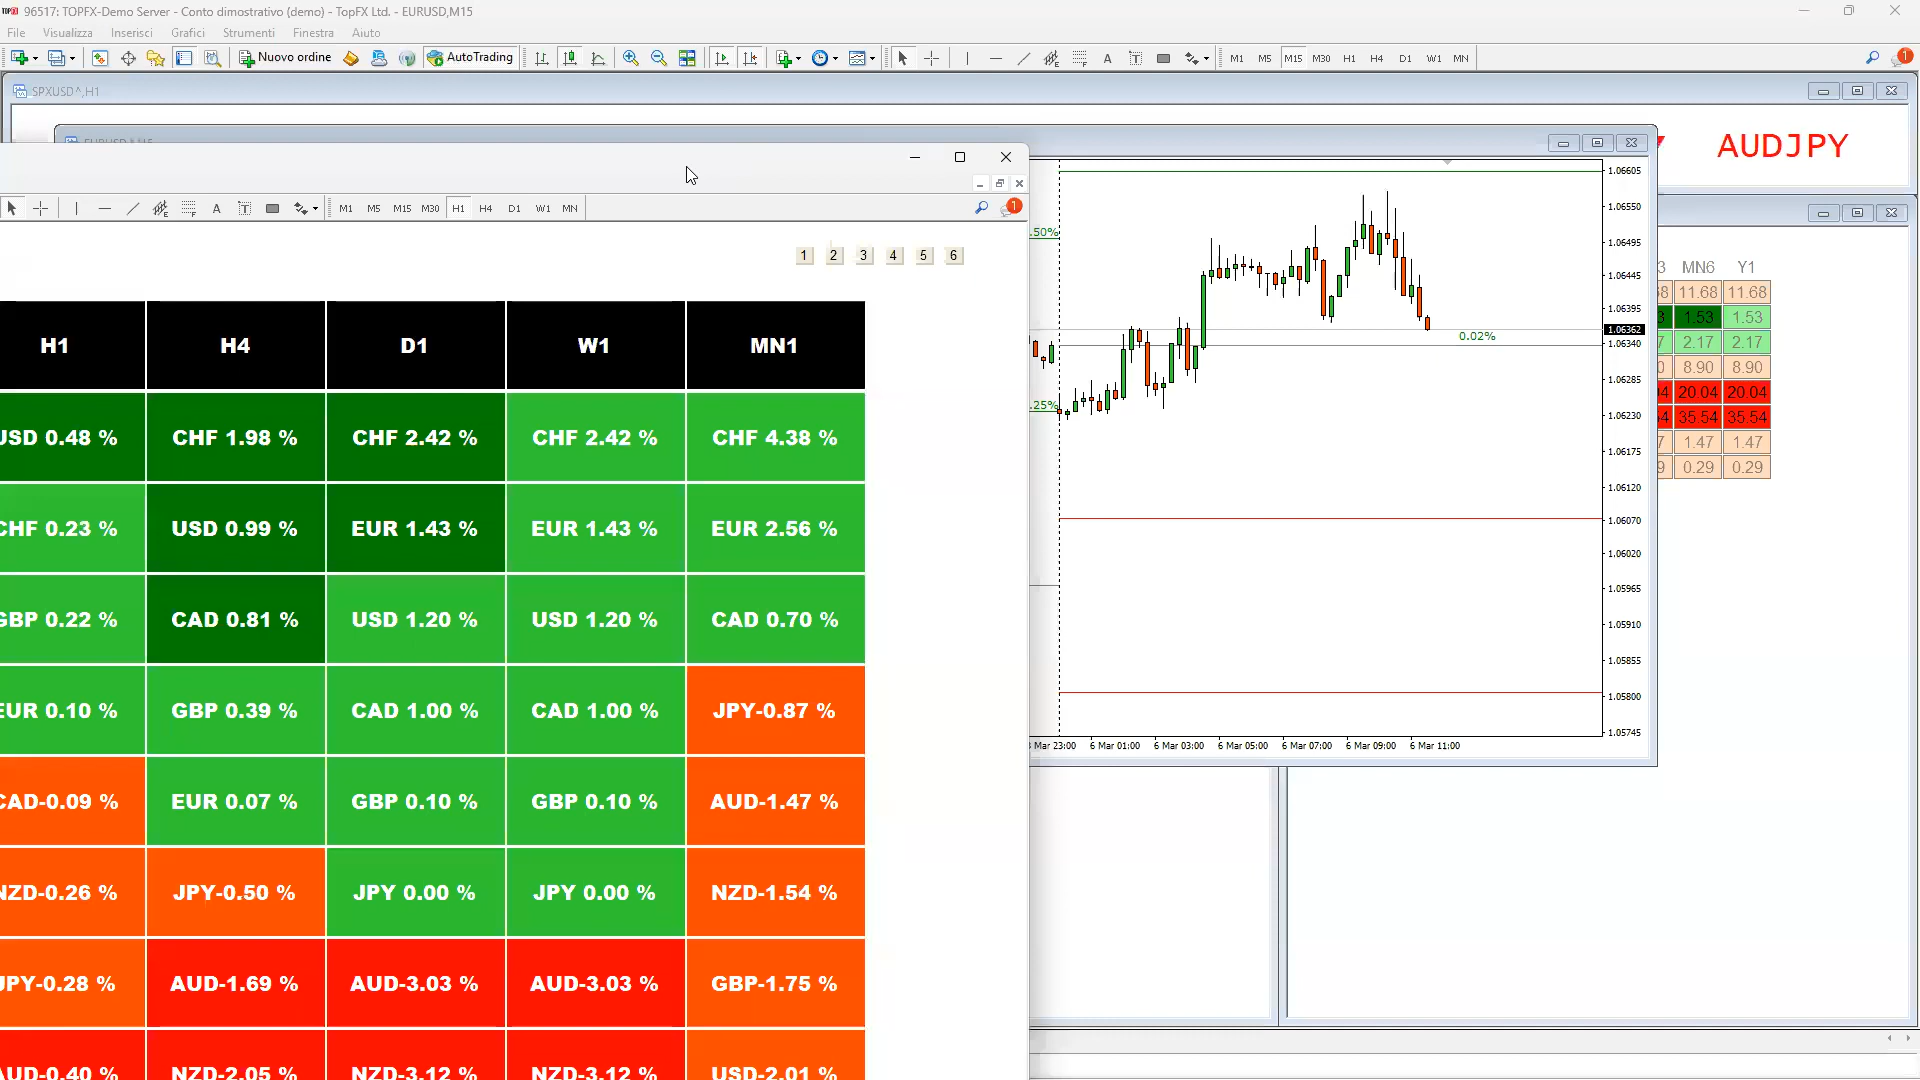 96517: TOPFX-Demo Server - Conto dimostrativo (demo) - TopFX Ltd. - EURUSD,M15
File Visualizza Inserisci Grafici Strumenti Finestra Aiuto
Nuovo ordine AutoTrading A T M1 M5 M15 M30 H1 H4 D1 W1 MN 1
SPXUSD^,H1
AUDJPY
A T M1 M5 M15 M30 H1 H4 D1 W1 MN 1
1 2 3 4 5 6
H1 H4 D1 W1 MN1
USD 0.48 % CHF 1.98 % CHF 2.42 % CHF 2.42 % CHF 4.38 %
CHF 0.23 % USD 0.99 % EUR 1.43 % EUR 1.43 % EUR 2.56 %
GBP 0.22 % CAD 0.81 % USD 1.20 % USD 1.20 % CAD 0.70 %
EUR 0.10 % GBP 0.39 % CAD 1.00 % CAD 1.00 % JPY-0.87 %
CAD-0.09 % EUR 0.07 % GBP 0.10 % GBP 0.10 % AUD-1.47 %
NZD-0.26 % JPY-0.50 % JPY 0.00 % JPY 0.00 % NZD-1.54 %
JPY-0.28 % AUD-1.69 % AUD-3.03 % AUD-3.03 % GBP-1.75 %
AUD-0.40 % NZD-2.05 % NZD-3.12 % NZD-3.12 % USD-2.01 %
.50%
.25%
0.02%
1.06605
1.06550
1.06495
1.06445
1.06395
1.06362
1.06340
1.06285
1.06230
1.06175
1.06120
1.06070
1.06020
1.05965
1.05910
1.05855
1.05800
1.05745
Mar 23:00 6 Mar 01:00 6 Mar 03:00 6 Mar 05:00 6 Mar 07:00 6 Mar 09:00 6 Mar 11:00
3 MN6 Y1
11.68 11.68
3 1.53 1.53
7 2.17 2.17
0 8.90 8.90
4 20.04 20.04
54 35.54 35.54
7 1.47 1.47
9 0.29 0.29